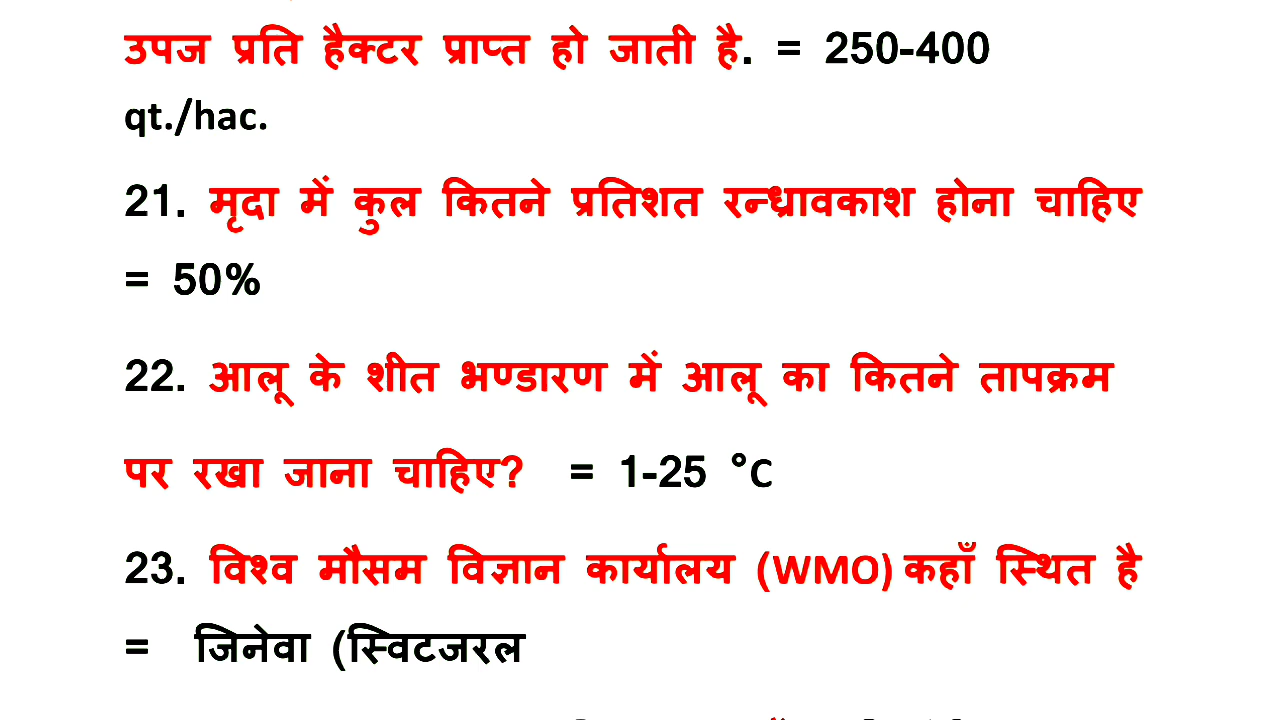 उपज प्रति हैक्टर प्राप्त हो जाती है. = 250-400
qt./hac.
21. मृदा में कुल कितने प्रतिशत रन्ध्रावकाश होना चाहिए
= 50%
22. आलू के शीत भण्डारण में आलू का कितने तापक्रम
पर रखा जाना चाहिए? = 1-25 °C
23. विश्व मौसम विज्ञान कार्यालय (WMO) कहाँ स्थित है
= जिनेवा (स्विटजरल